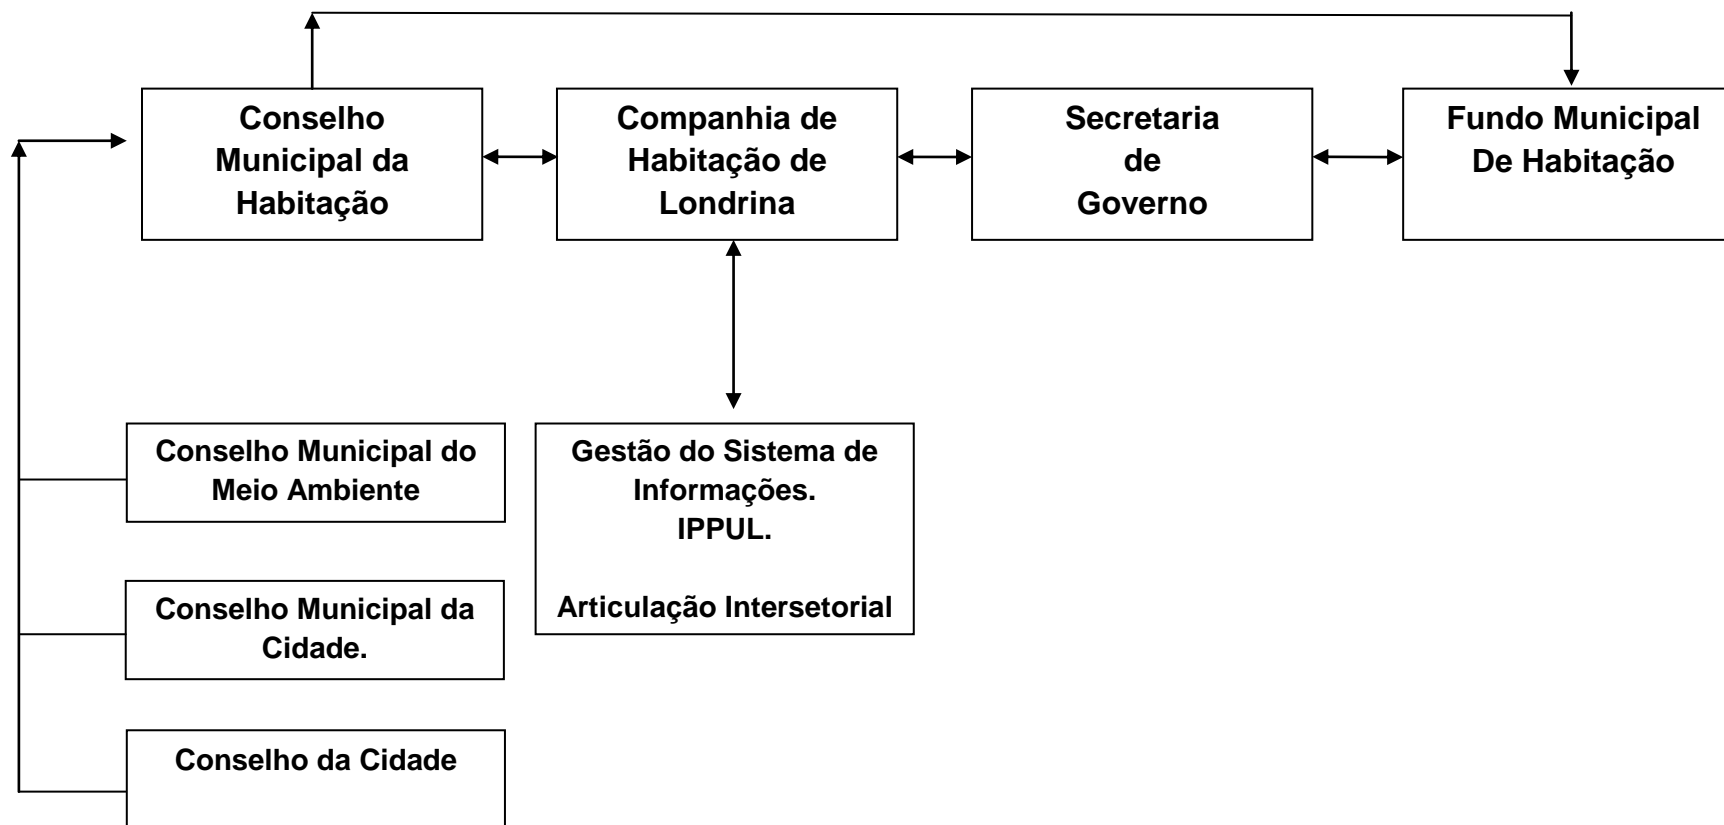 Conselho
Municipal da
Habitação
Companhia de
Habitação de
Londrina
Secretaria
de
Governo
Fundo Municipal
De Habitação
Conselho Municipal do
Meio Ambiente
Gestão do Sistema de
Informações.
IPPUL.
Articulação Intersetorial
Conselho Municipal da
Cidade.
Conselho da Cidade